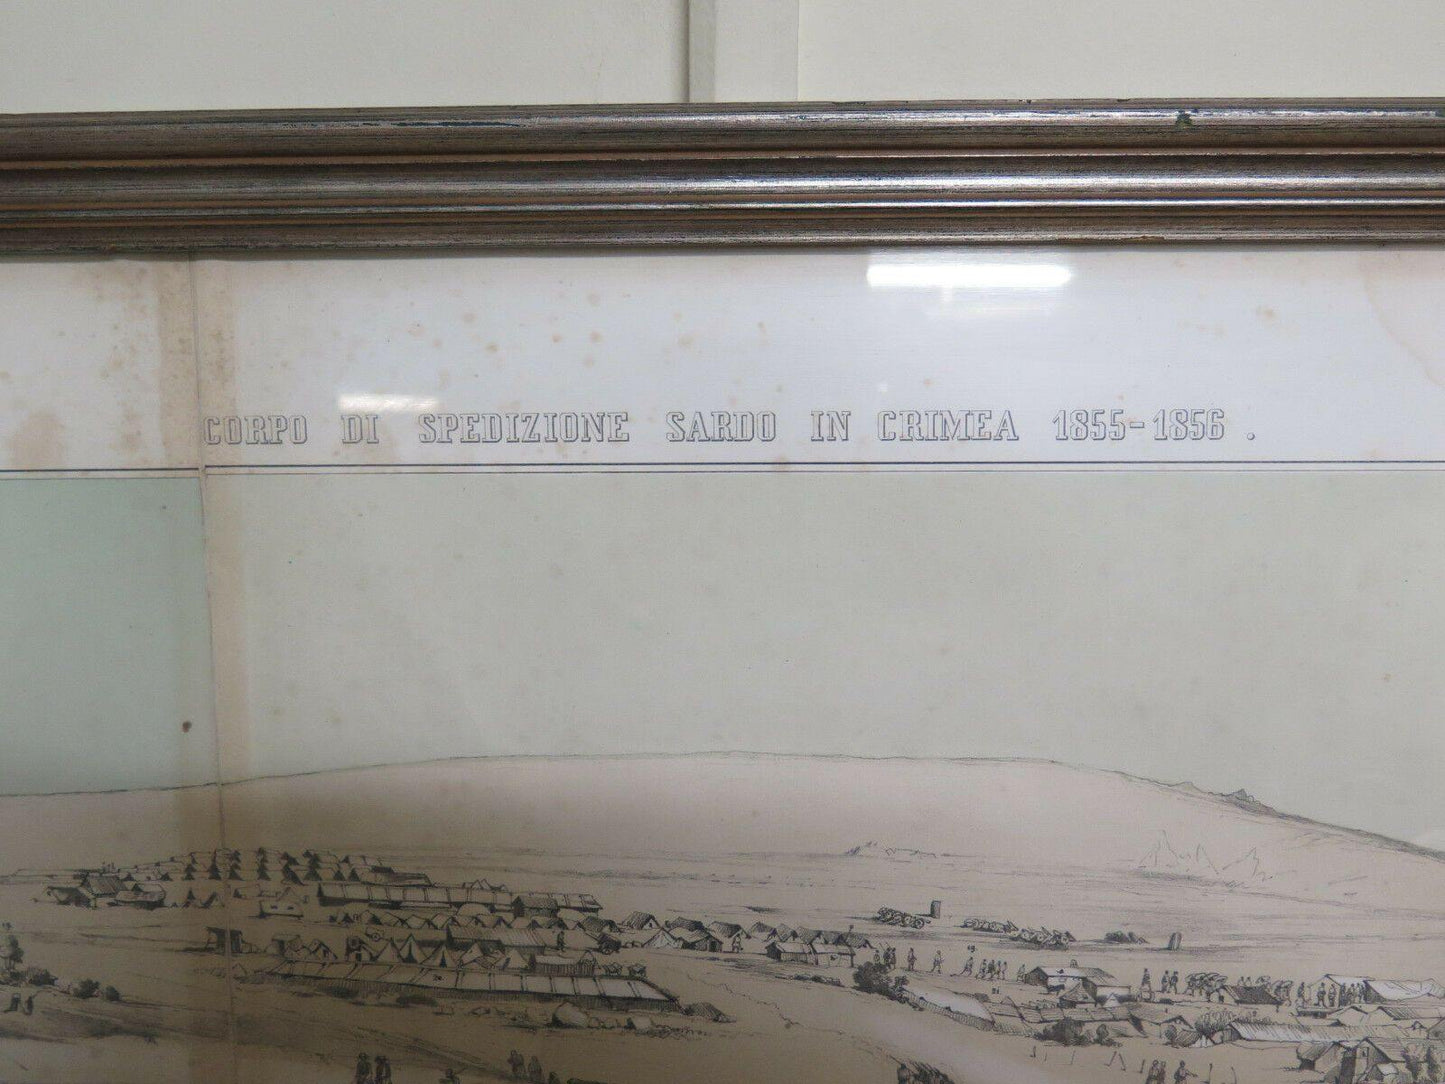 CORPO DI SPEDIZIONE SARDO IN CRIMEA 1855-1856.